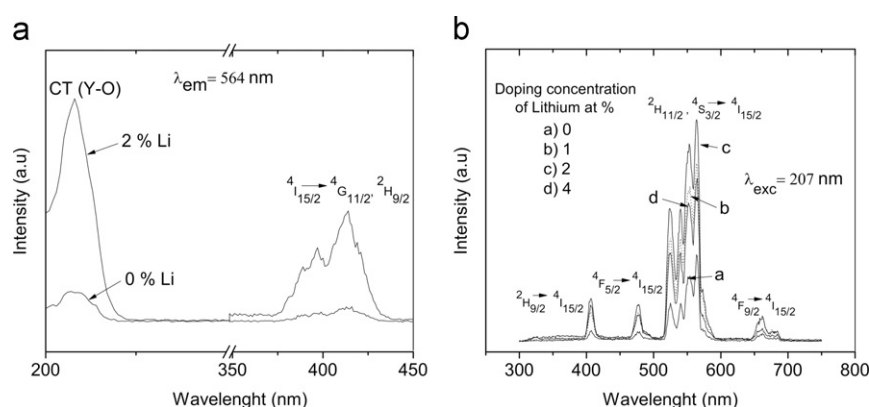 a
CT (Y-O)
λem= 564 nm
2 % Li
0 % Li
4I15/2 → 4G11/2, 2H9/2
Intensity (a.u)
200 350 400 450
Wavelenght (nm)
b
Doping concentration
of Lithium at %
a) 0
b) 1
c) 2
d) 4
2H11/2, 4S3/2 → 4I15/2
c
λexc = 207 nm
d
b
a
2H9/2 → 4I15/2
4F5/2 → 4I15/2
4F9/2 → 4I15/2
Intensity (a.u)
300 400 500 600 700 800
Wavelenght (nm)